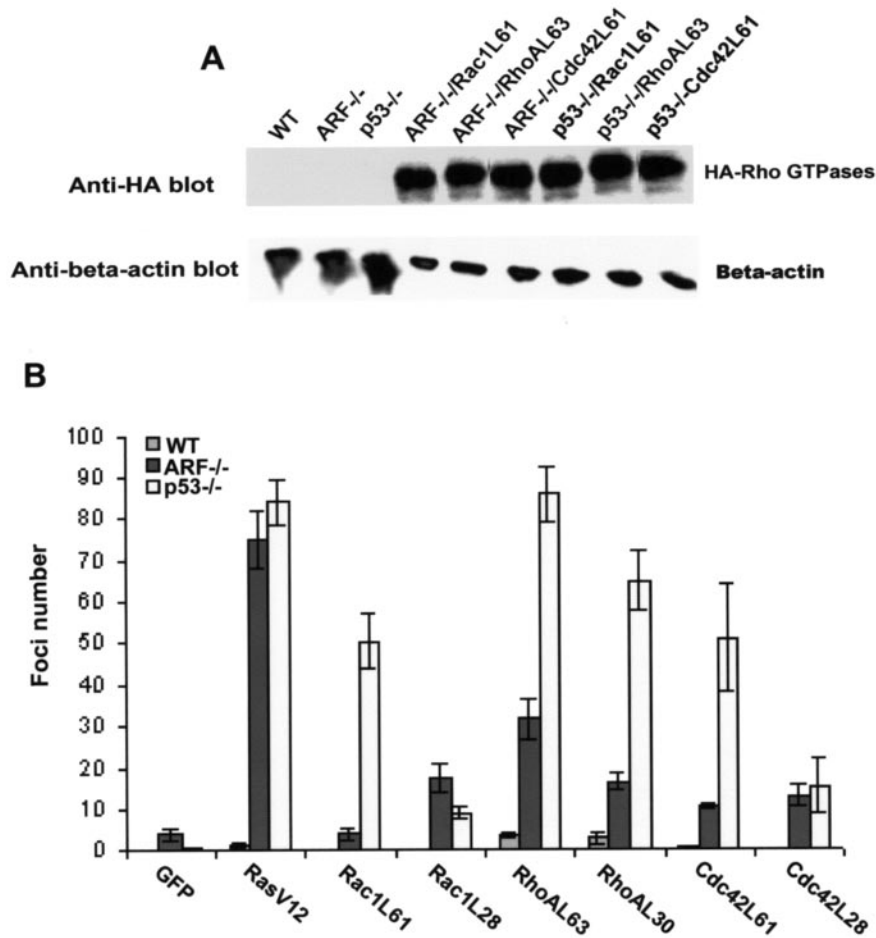 A
WT
ARF-/-
p53-/-
ARF-/-/Rac1L61
ARF-/-/RhoAL63
ARF-/-/Cdc42L61
p53-/-/Rac1L61
p53-/-/RhoAL63
p53-/-Cdc42L61
Anti-HA blot
HA-Rho GTPases
Anti-beta-actin blot
Beta-actin
B
Foci number
100
90
80
70
60
50
40
30
20
10
0
WT
ARF-/-
p53-/-
GFP
RasV12
Rac1L61
Rac1L28
RhoAL63
RhoAL30
Cdc42L61
Cdc42L28